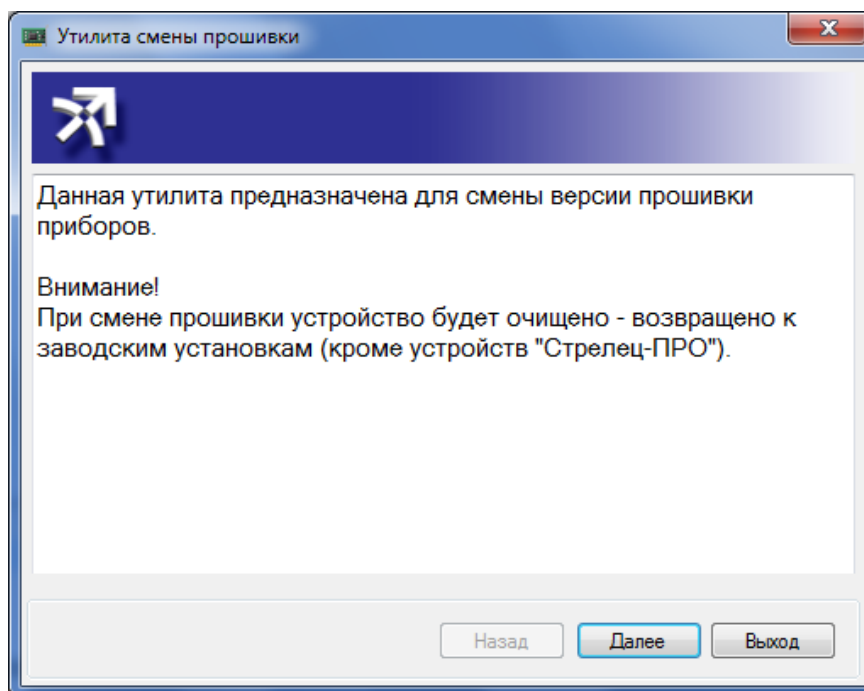 Утилита смены прошивки
Данная утилита предназначена для смены версии прошивки
приборов.
Внимание!
При смене прошивки устройство будет очищено - возвращено к
заводским установкам (кроме устройств "Стрелец-ПРО").
Назад Далее Выход